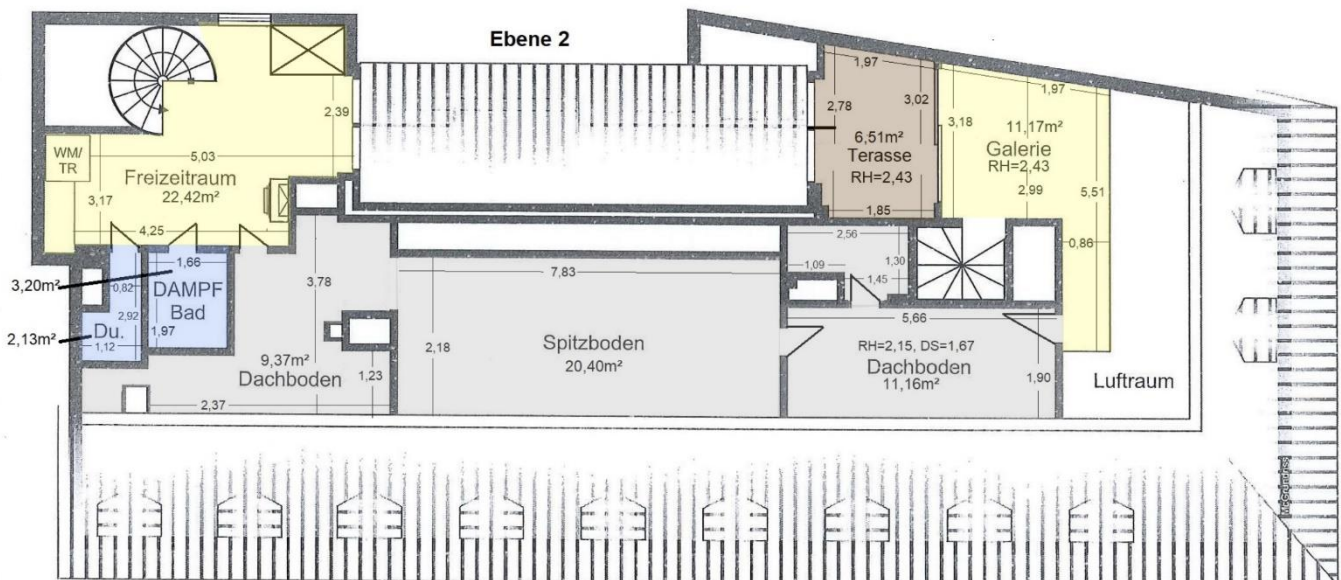 Ebene 2
WM/
TR
5,03
2,39
Freizeitraum
22,42m²
3,17
4,25
1,97
2,78
3,02
6,51m²
Terasse
RH=2,43
1,85
1,97
3,18
11,17m²
Galerie
RH=2,43
2,99
5,51
0,86
3,20m²
1,66
DAMPF
Bad
1,97
0,82
2,92
2,13m²
Du.
1,12
3,78
9,37m²
Dachboden
1,23
2,37
7,83
2,18
Spitzboden
20,40m²
2,56
1,09
1,30
1,45
5,66
RH=2,15, DS=1,67
Dachboden
11,16m²
1,90
Luftraum